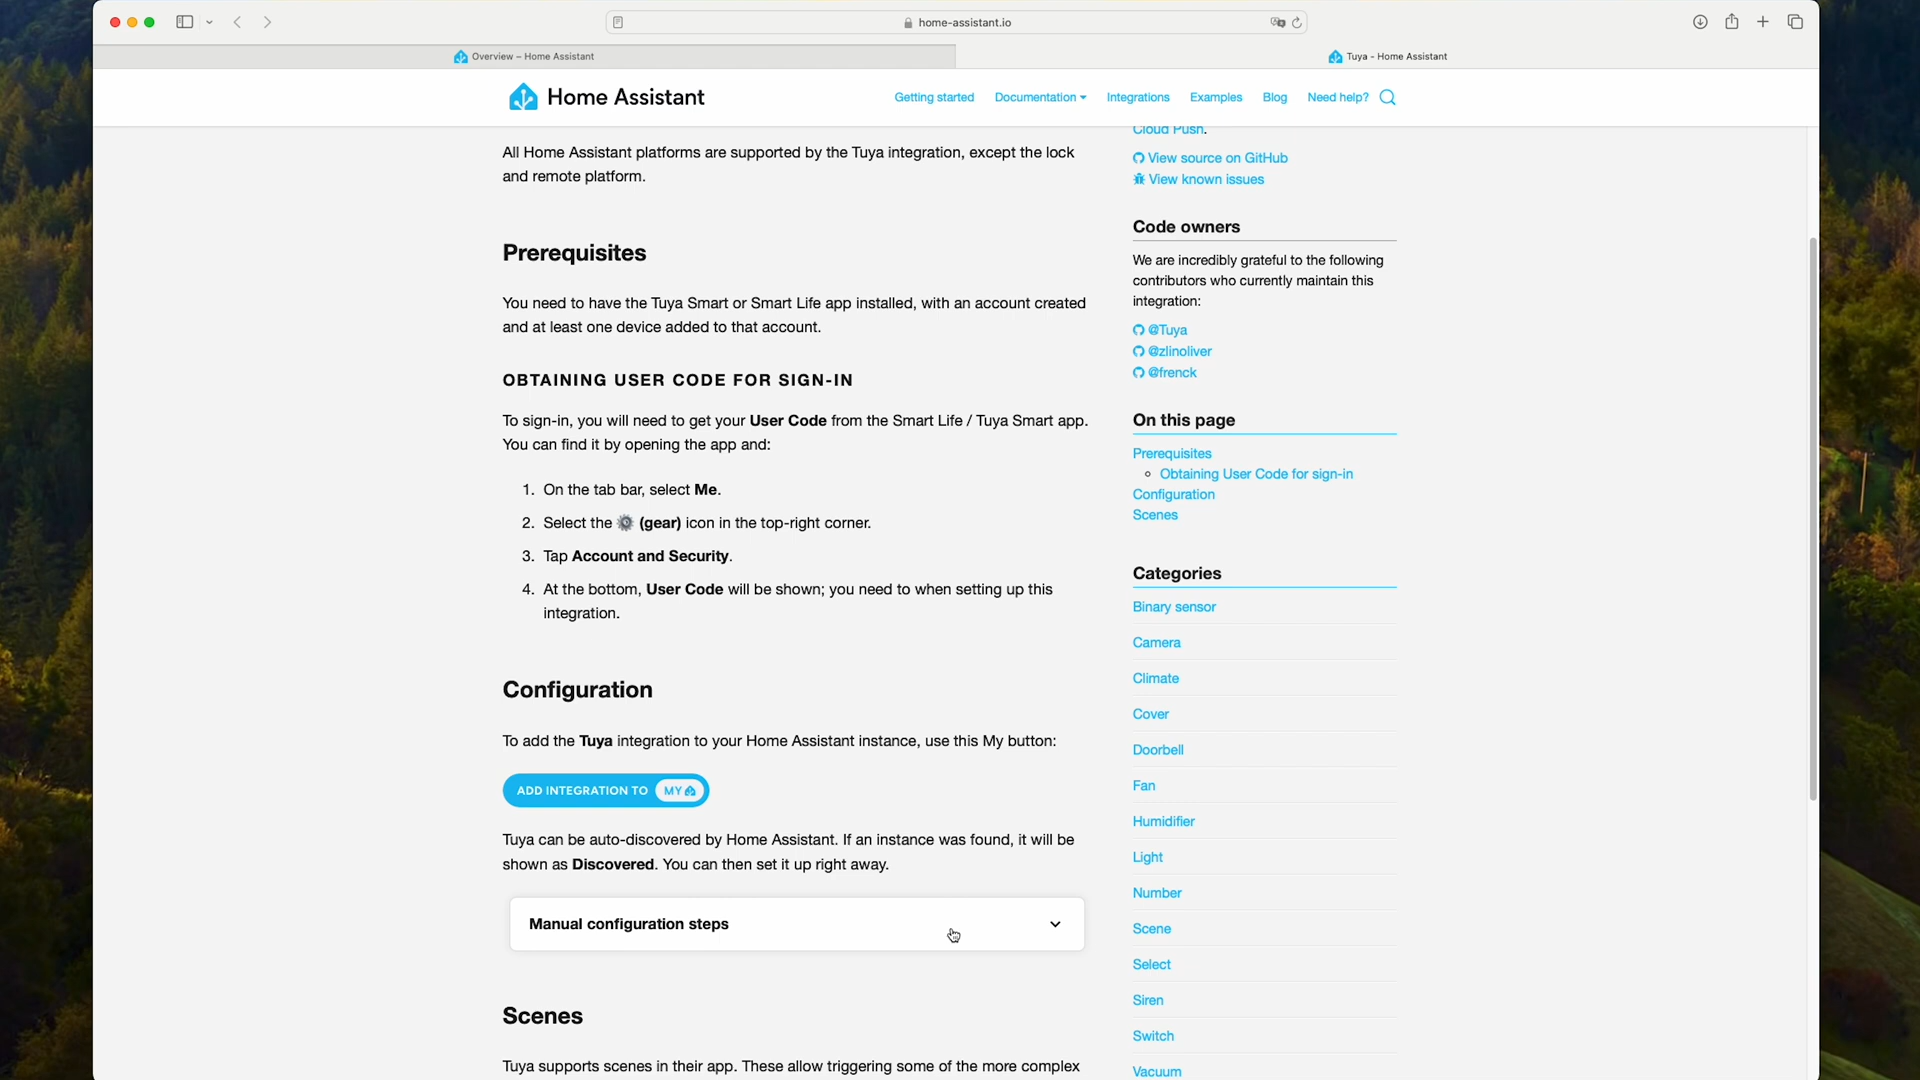 home-assistant.io
Overview – Home Assistant
Tuya - Home Assistant
Home Assistant
Getting started
Documentation
Integrations
Examples
Blog
Need help?
All Home Assistant platforms are supported by the Tuya integration, except the lock
and remote platform.
Prerequisites
You need to have the Tuya Smart or Smart Life app installed, with an account created
and at least one device added to that account.
OBTAINING USER CODE FOR SIGN-IN
To sign-in, you will need to get your User Code from the Smart Life / Tuya Smart app.
You can find it by opening the app and:
1. On the tab bar, select Me.
2. Select the (gear) icon in the top-right corner.
3. Tap Account and Security.
4. At the bottom, User Code will be shown; you need to when setting up this
integration.
Configuration
To add the Tuya integration to your Home Assistant instance, use this My button:
ADD INTEGRATION TO MY
Tuya can be auto-discovered by Home Assistant. If an instance was found, it will be
shown as Discovered. You can then set it up right away.
Manual configuration steps
Scenes
Tuya supports scenes in their app. These allow triggering some of the more complex
Cloud Push.
View source on GitHub
View known issues
Code owners
We are incredibly grateful to the following
contributors who currently maintain this
integration:
@Tuya
@zlinoliver
@frenck
On this page
Prerequisites
Obtaining User Code for sign-in
Configuration
Scenes
Categories
Binary sensor
Camera
Climate
Cover
Doorbell
Fan
Humidifier
Light
Number
Scene
Select
Siren
Switch
Vacuum